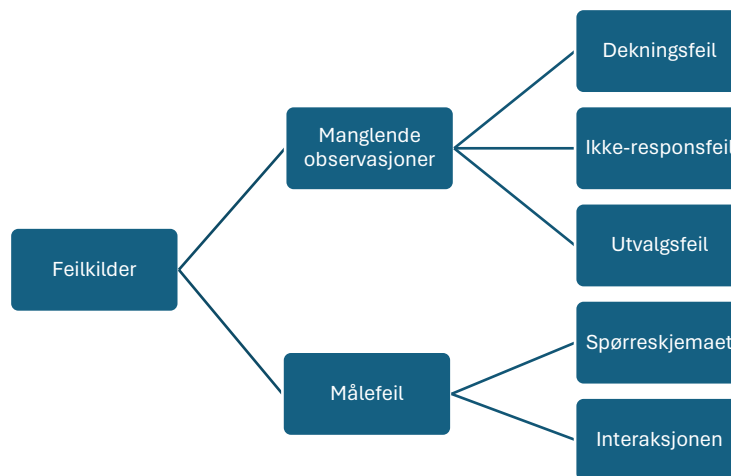 Feilkilder
Manglende
observasjoner
Dekningsfeil
Ikke-responsfeil
Utvalgsfeil
Målefeil
Spørreskjemaet
Interaksjonen